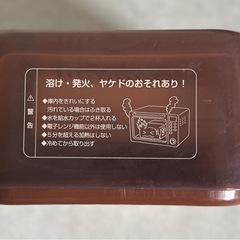 溶け・発火、ヤケドのおそれあり！
警告
●庫内をきれいにする
汚れている場合はふき取る
●水を給水カップで2杯入れる
●電子レンジ機能以外は使用しない
●5分を超える加熱はしない
●冷めてから取り出す